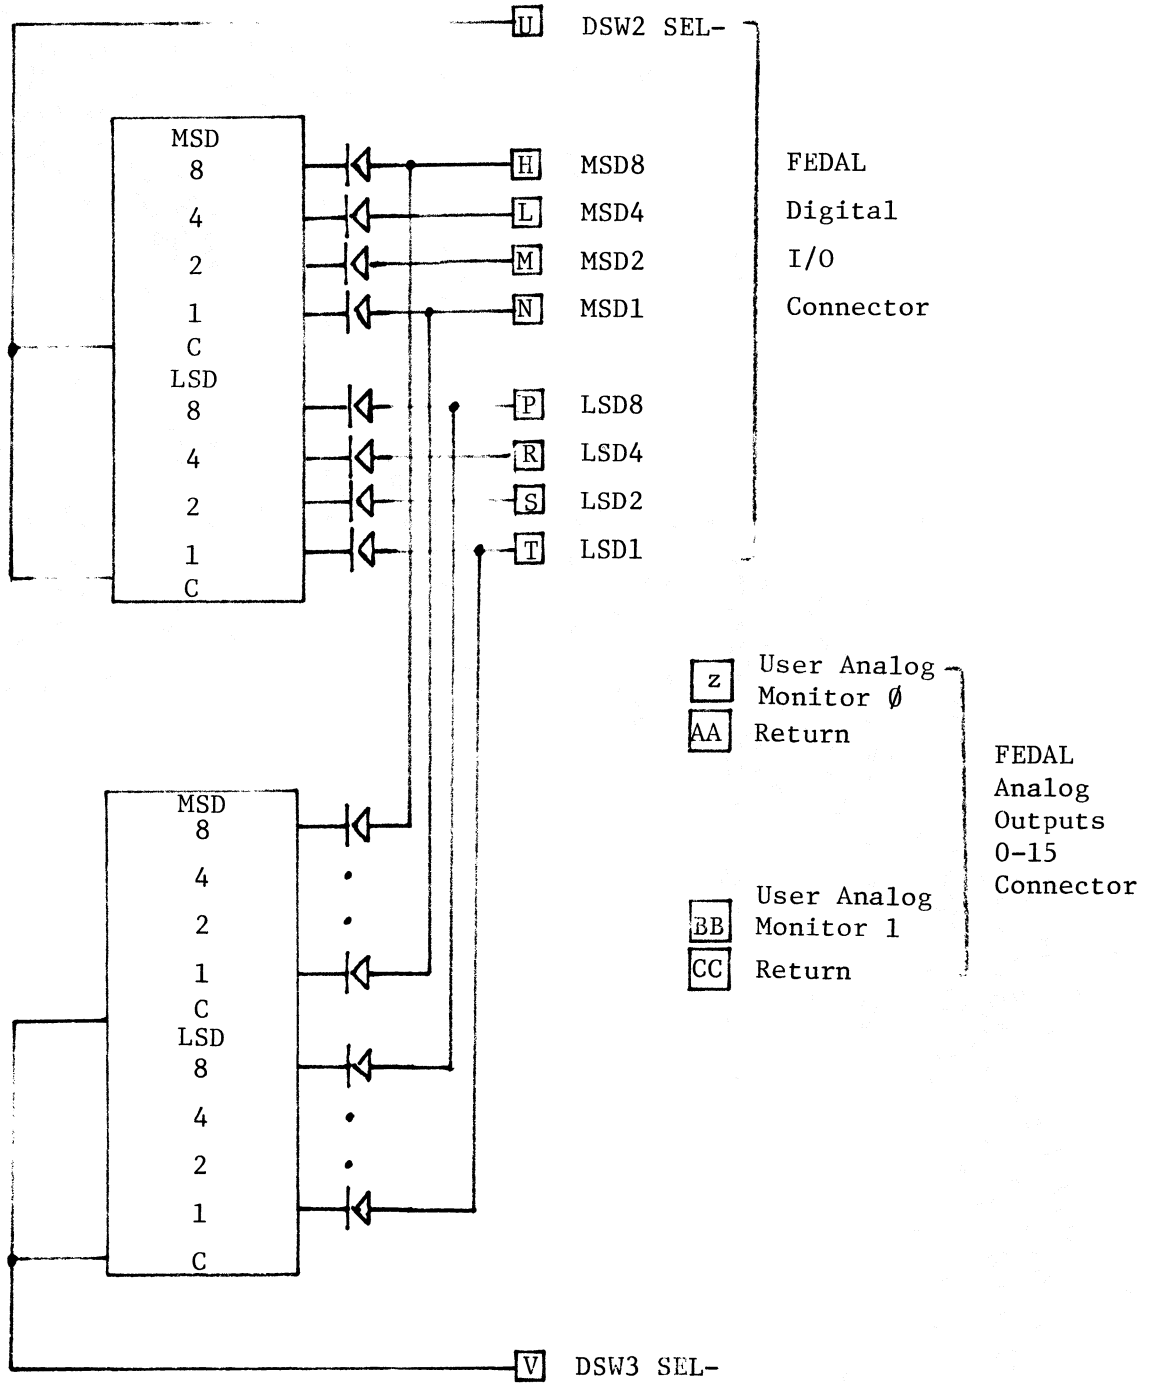 U DSW2 SEL-
MSD
8 H MSD8 FEDAL
4 L MSD4 Digital
2 M MSD2 I/O
1 N MSD1 Connector
C
LSD
8 P LSD8
4 R LSD4
2 S LSD2
1 T LSD1
C
z User Analog
Monitor Ø
AA Return
FEDAL
Analog
Outputs
0-15
Connector
BB User Analog
Monitor 1
CC Return
MSD
8
4
2
1
C
LSD
8
4
2
1
C
V DSW3 SEL-